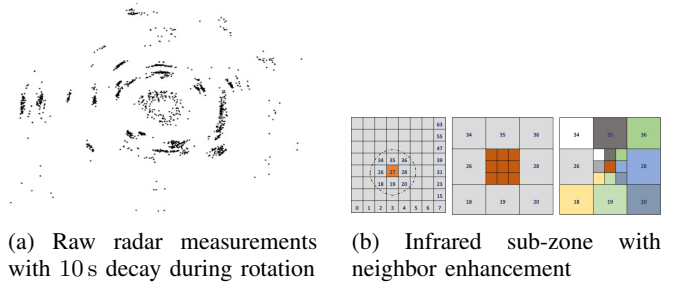 63
55
47
34 35 36 39
26 27 28 31
18 19 20 23
15
0 1 2 3 4 5 6 7
34 35 36
26 28
18 19 20
34 35 36
26 28
18 19 20
(a) Raw radar measurements
with 10 s decay during rotation
(b) Infrared sub-zone with
neighbor enhancement